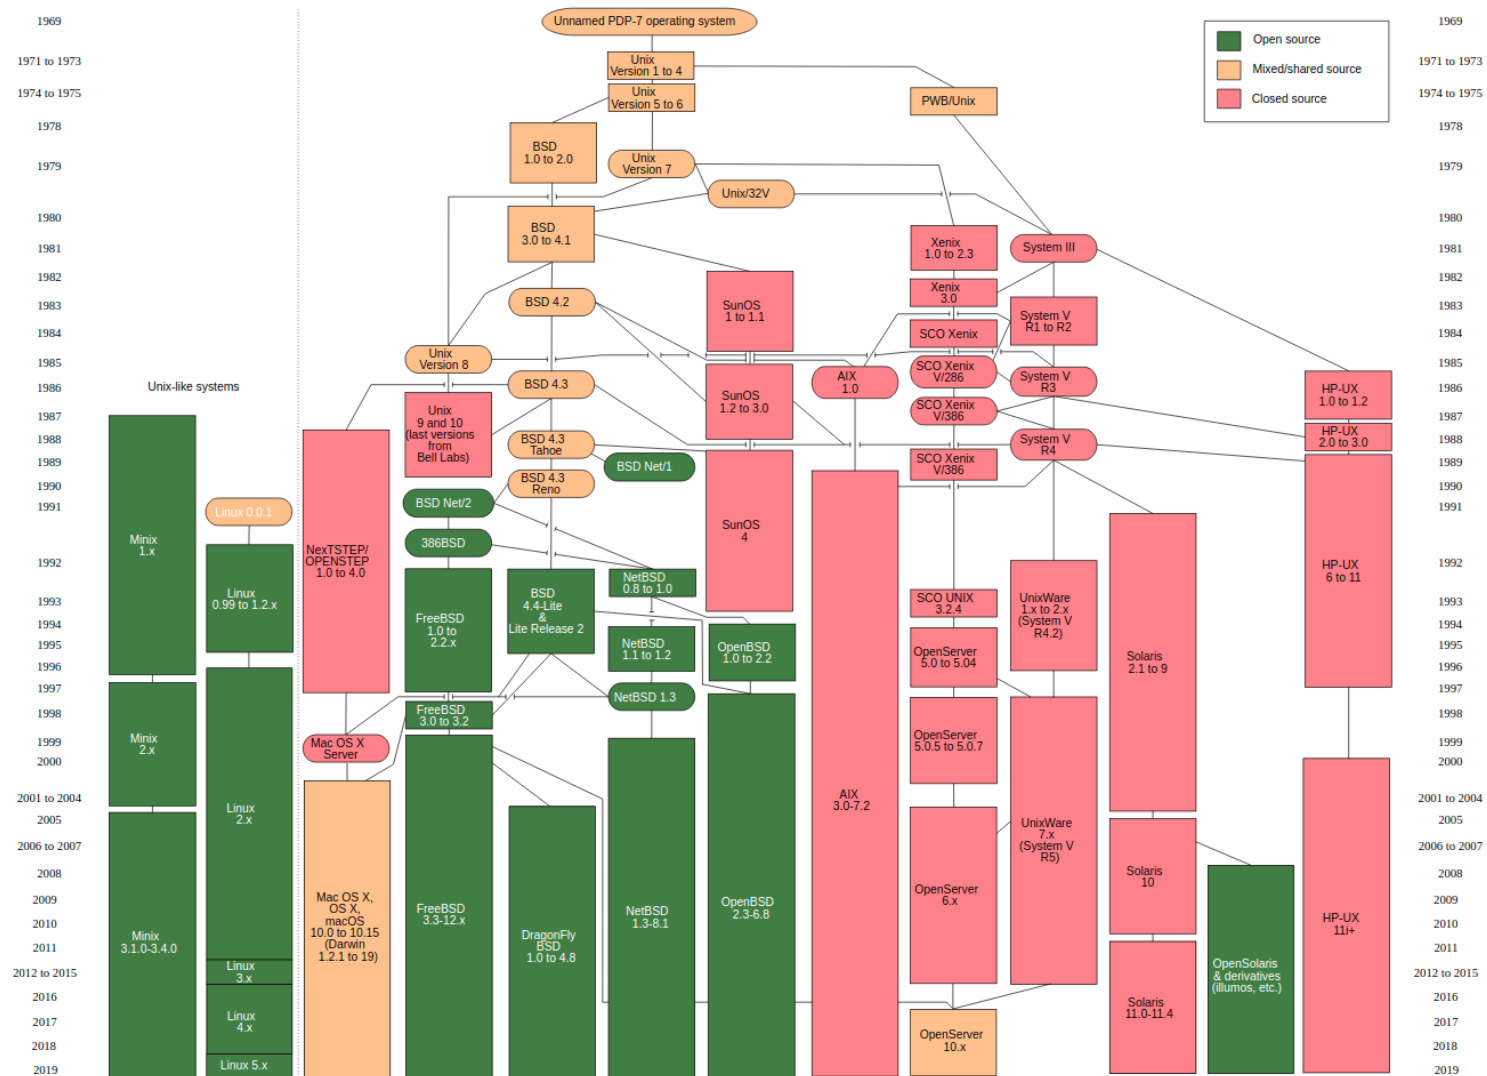 1969
1971 to 1973
1974 to 1975
1978
1979
1980
1981
1982
1983
1984
1985
1986
1987
1988
1989
1990
1991
1992
1993
1994
1995
1996
1997
1998
1999
2000
2001 to 2004
2005
2006 to 2007
2008
2009
2010
2011
2012 to 2015
2016
2017
2018
2019
Unix-like systems
Minix
1.x
Minix
2.x
Minix
3.1.0-3.4.0
Linux 0.0.1
Linux
0.99 to 1.2.x
Linux
2.x
Linux
3.x
Linux
4.x
Linux 5.x
Unnamed PDP-7 operating system
Unix
Version 1 to 4
Unix
Version 5 to 6
PWB/Unix
BSD
1.0 to 2.0
Unix
Version 7
Unix/32V
BSD
3.0 to 4.1
Xenix
1.0 to 2.3
System III
Xenix
3.0
BSD 4.2
SunOS
1 to 1.1
System V
R1 to R2
SCO Xenix
Unix
Version 8
SCO Xenix
V/286
AIX
1.0
System V
R3
BSD 4.3
SunOS
1.2 to 3.0
HP-UX
1.0 to 1.2
Unix
9 and 10
(last versions
from
Bell Labs)
SCO Xenix
V/386
HP-UX
2.0 to 3.0
BSD 4.3
Tahoe
System V
R4
BSD Net/1
SCO Xenix
V/386
BSD 4.3
Reno
BSD Net/2
SunOS
4
386BSD
NexTSTEP/
OPENSTEP
1.0 to 4.0
HP-UX
6 to 11
FreeBSD
1.0 to
2.2.x
BSD
4.4-Lite
&
Lite Release 2
NetBSD
0.8 to 1.0
SCO UNIX
3.2.4
UnixWare
1.x to 2.x
(System V
R4.2)
NetBSD
1.1 to 1.2
OpenBSD
1.0 to 2.2
OpenServer
5.0 to 5.04
Solaris
2.1 to 9
NetBSD 1.3
FreeBSD
3.0 to 3.2
Mac OS X
Server
OpenServer
5.0.5 to 5.0.7
AIX
3.0-7.2
UnixWare
7.x
(System V
R5)
Mac OS X,
OS X,
macOS
10.0 to 10.15
(Darwin
1.2.1 to 19)
FreeBSD
3.3-12.x
DragonFly
BSD
1.0 to 4.8
NetBSD
1.3-8.1
OpenBSD
2.3-6.8
OpenServer
6.x
Solaris
10
HP-UX
11i+
OpenSolaris
& derivatives
(illumos, etc.)
Solaris
11.0-11.4
OpenServer
10.x
Open source
Mixed/shared source
Closed source
1969
1971 to 1973
1974 to 1975
1978
1979
1980
1981
1982
1983
1984
1985
1986
1987
1988
1989
1990
1991
1992
1993
1994
1995
1996
1997
1998
1999
2000
2001 to 2004
2005
2006 to 2007
2008
2009
2010
2011
2012 to 2015
2016
2017
2018
2019